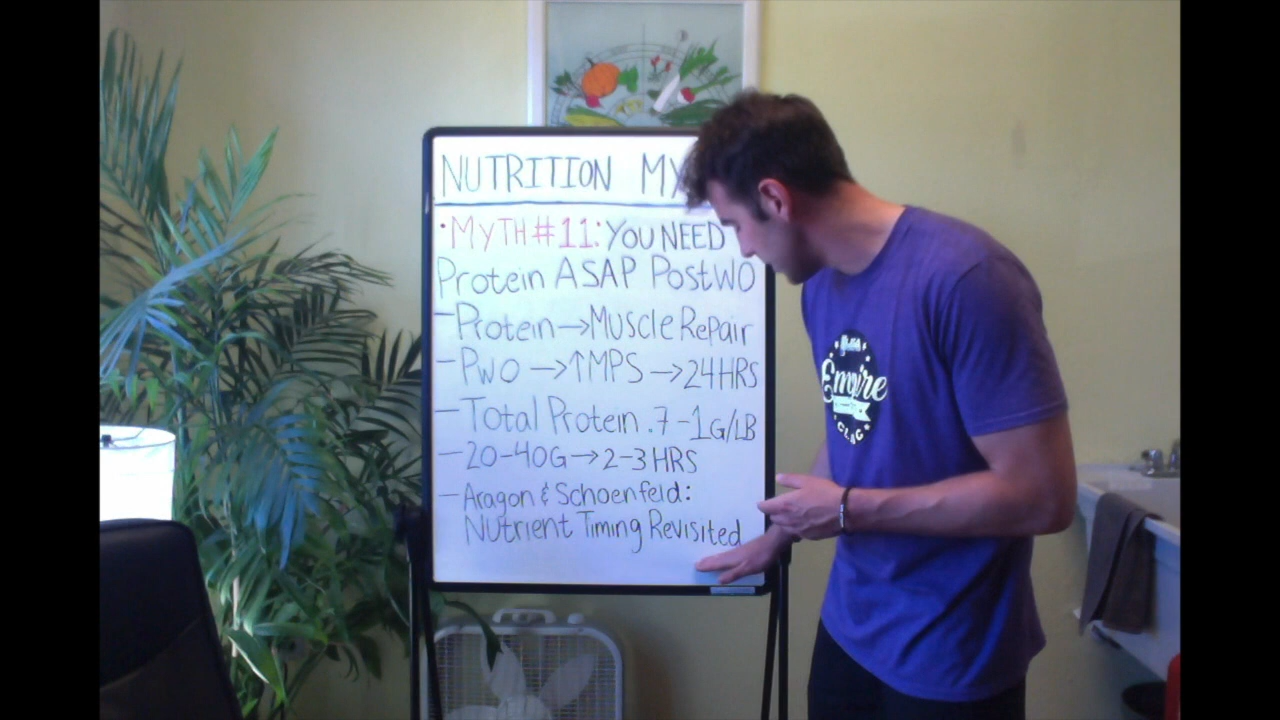 NUTRITION MY
• MYTH #11: YOU NEED
Protein ASAP PostWO
- Protein → Muscle Repair
- PWO → ↑MPS → 24HRS
- Total Protein .7-1G/LB
- 20-40G → 2-3 HRS
- Aragon & Schoenfeld:
Nutrient Timing Revisited
Empire